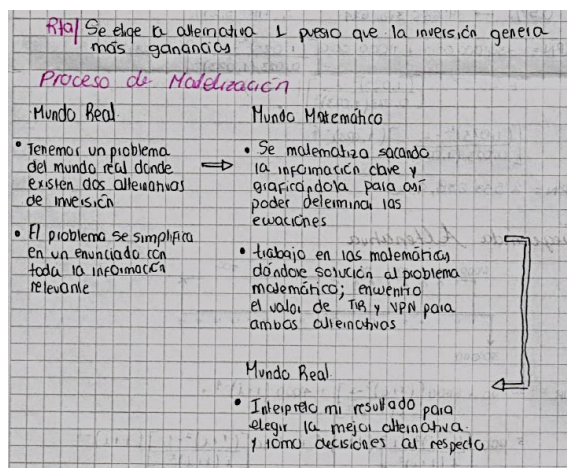 Rta/ Se elige la alternativa 1 puesto que la inversión genera
más ganancias
Proceso de Modelización
Mundo Real
• Tenemos un problema
del mundo real donde
existen dos alternativas
de inversión
• El problema se simplifica
en un enunciado con
toda la información
relevante
Mundo Matemático
• Se matematiza sacando
la información clave y
graficándola para así
poder determinar las
ecuaciones
• trabajo en las matemáticas
dándole solución al problema
matemático; encuentro
el valor de TIR y VPN para
ambas alternativas
Mundo Real
• Interpreto mi resultado para
elegir la mejor alternativa
y tomo decisiones al respecto